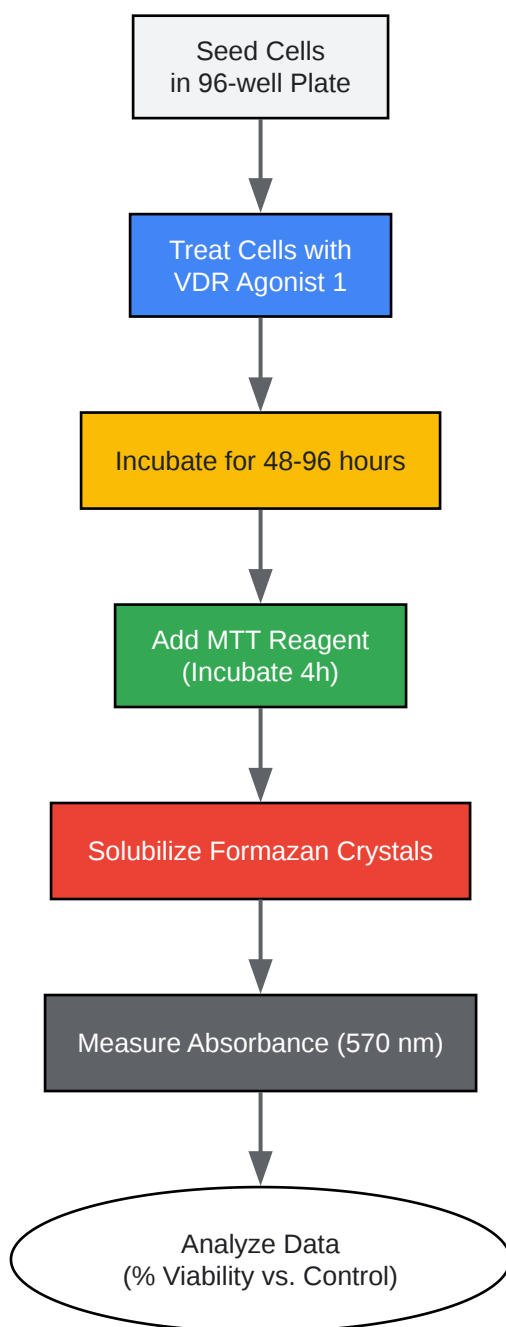 Seed Cells
in 96-well Plate
Treat Cells with
VDR Agonist 1
Incubate for 48-96 hours
Add MTT Reagent
(Incubate 4h)
Solubilize Formazan Crystals
Measure Absorbance (570 nm)
Analyze Data
(% Viability vs. Control)